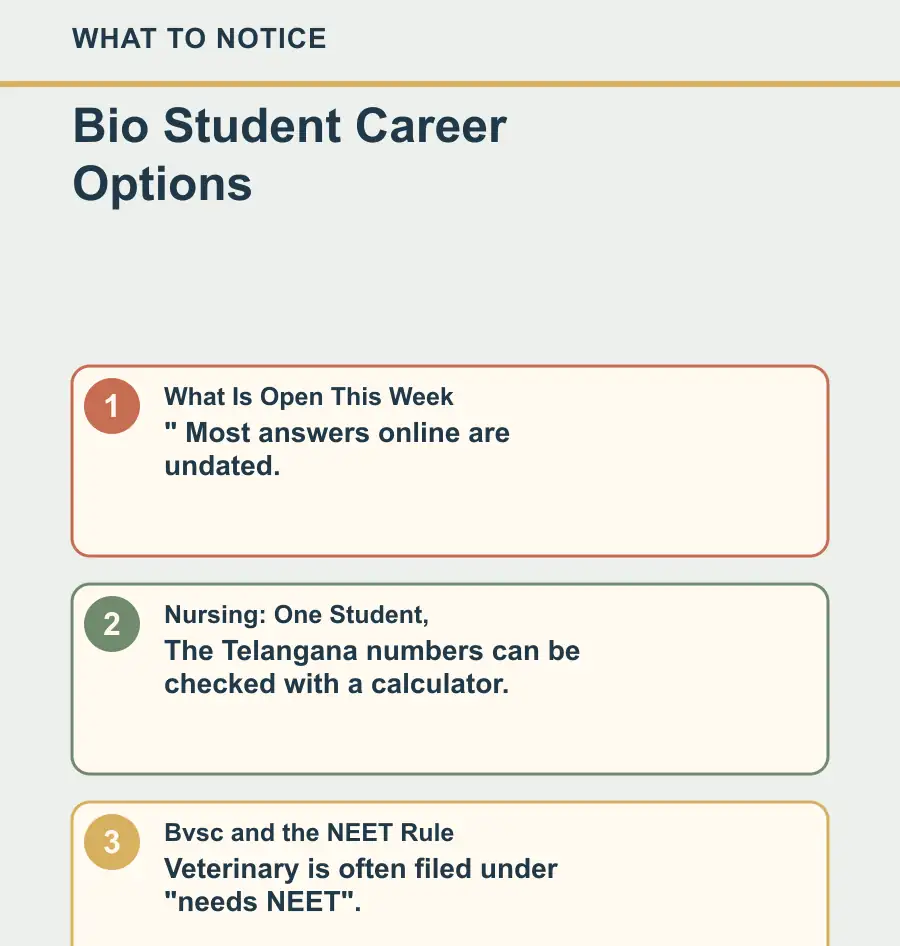 WHAT TO NOTICE
Bio Student Career
Options
1
What Is Open This Week
" Most answers online are
undated.
2
Nursing: One Student,
The Telangana numbers can be
checked with a calculator.
3
Bvsc and the NEET Rule
Veterinary is often filed under
"needs NEET".